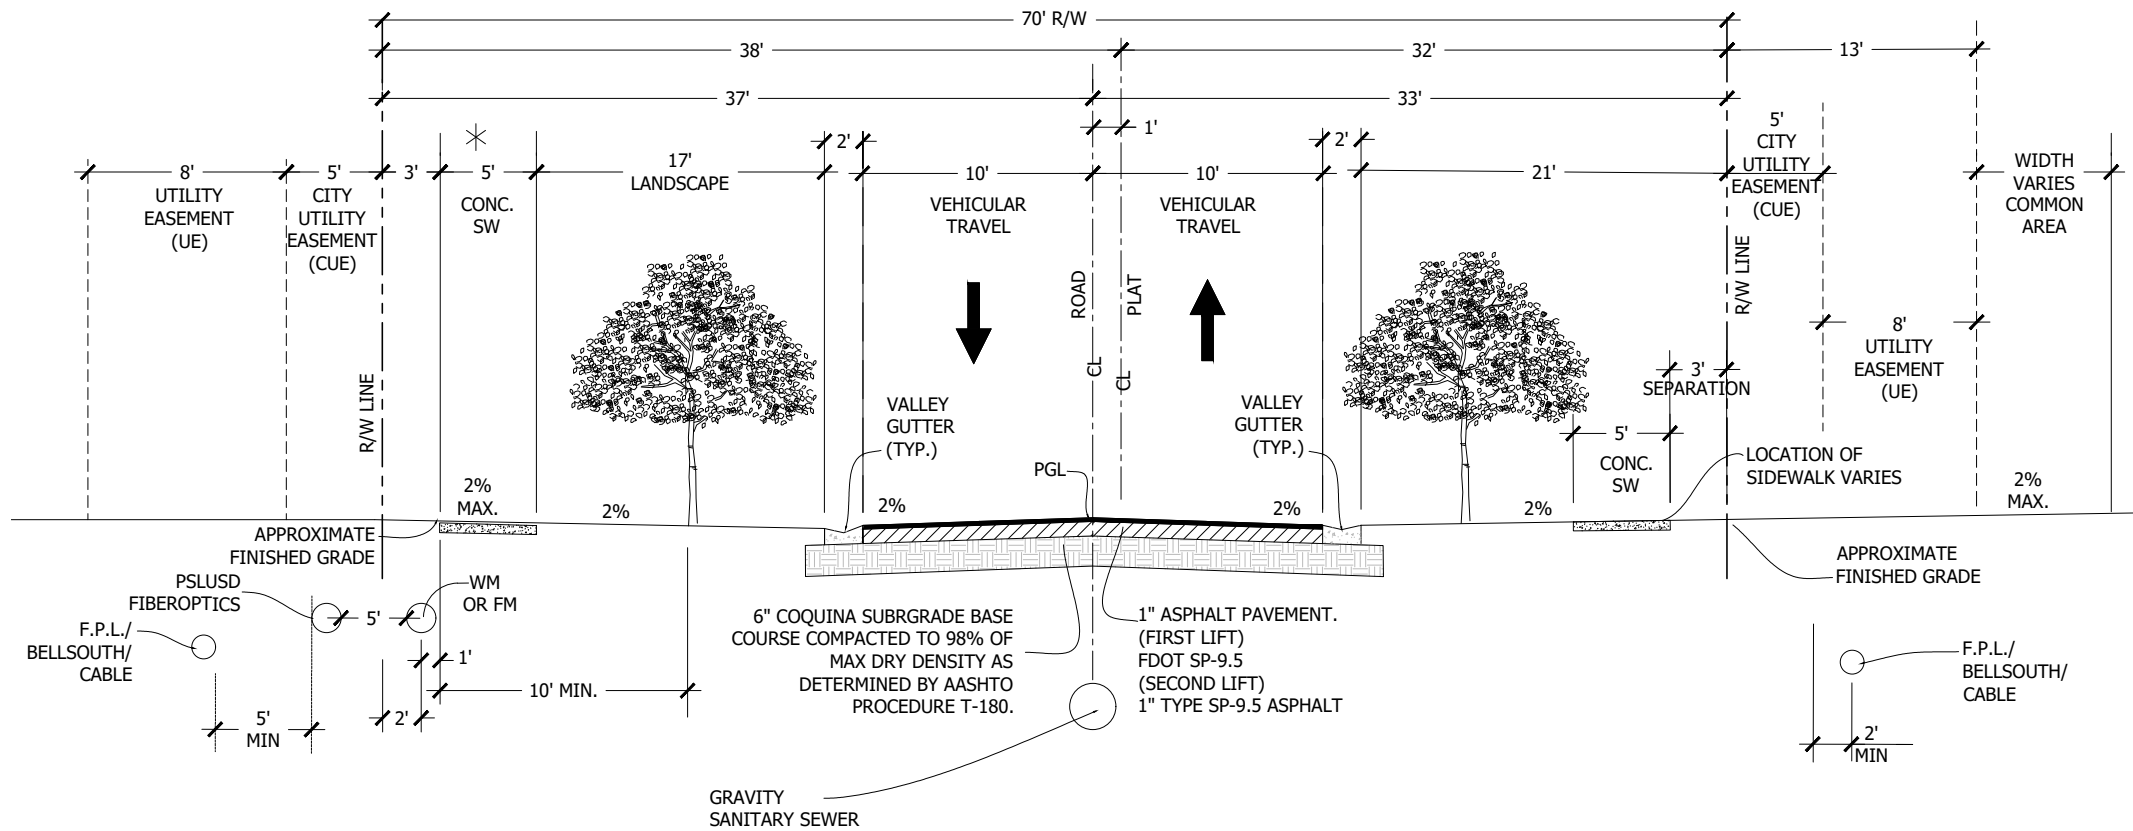 70' R/W
38'
32'
13'
37'
33'
1'
2'
2'
8'
UTILITY
EASEMENT
(UE)
5'
CITY
UTILITY
EASEMENT
(CUE)
3'
5'
CONC.
SW
17'
LANDSCAPE
10'
VEHICULAR
TRAVEL
10'
VEHICULAR
TRAVEL
21'
5'
CITY
UTILITY
EASEMENT
(CUE)
WIDTH
VARIES
COMMON
AREA
R/W LINE
CL ROAD
CL PLAT
R/W LINE
8'
UTILITY
EASEMENT
(UE)
3'
SEPARATION
VALLEY
GUTTER
(TYP.)
VALLEY
GUTTER
(TYP.)
5'
CONC.
SW
LOCATION OF
SIDEWALK VARIES
PGL
2%
MAX.
2%
2%
2%
2%
2%
MAX.
APPROXIMATE
FINISHED GRADE
APPROXIMATE
FINISHED GRADE
PSLUSD
FIBEROPTICS
5'
WM
OR FM
F.P.L./
BELLSOUTH/
CABLE
1'
10' MIN.
2'
5'
MIN
6" COQUINA SUBRGRADE BASE
COURSE COMPACTED TO 98% OF
MAX DRY DENSITY AS
DETERMINED BY AASHTO
PROCEDURE T-180.
1" ASPHALT PAVEMENT.
(FIRST LIFT)
FDOT SP-9.5
(SECOND LIFT)
1" TYPE SP-9.5 ASPHALT
F.P.L./
BELLSOUTH/
CABLE
2'
MIN
GRAVITY
SANITARY SEWER